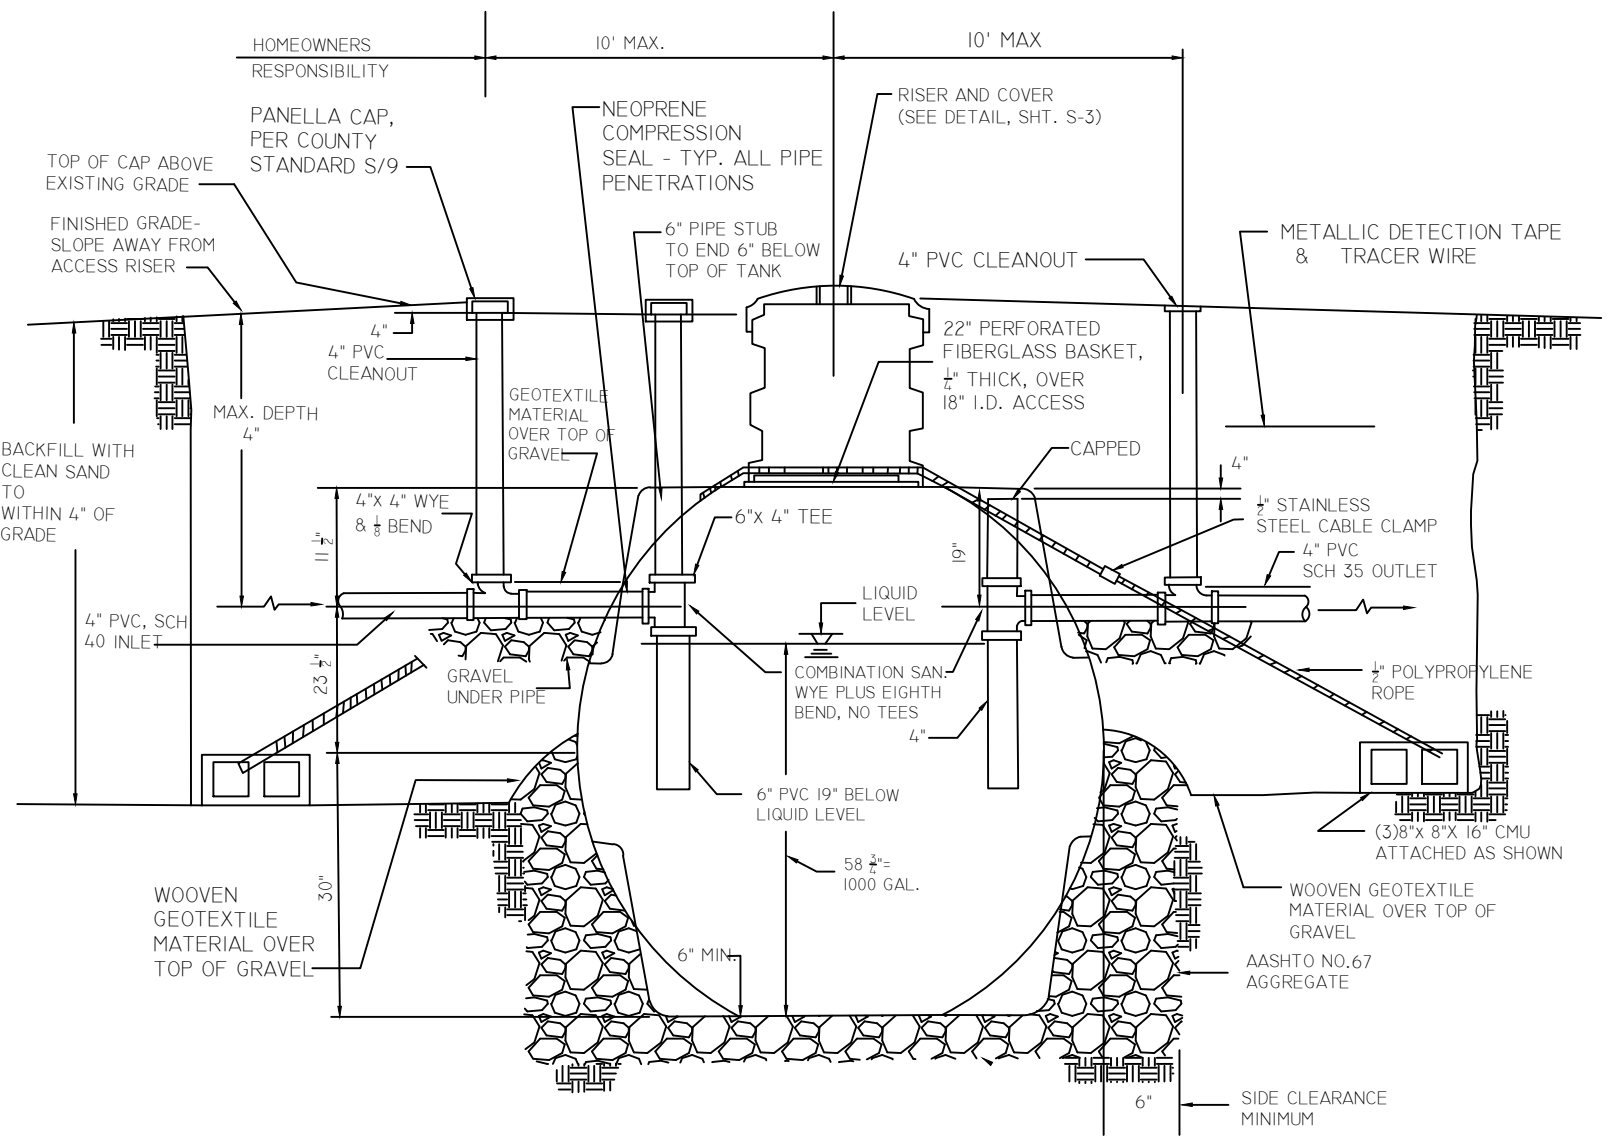 HOMEOWNERS
RESPONSIBILITY
10' MAX.
10' MAX
PANELLA CAP,
PER COUNTY
STANDARD S/9
NEOPRENE
COMPRESSION
SEAL - TYP. ALL PIPE
PENETRATIONS
RISER AND COVER
(SEE DETAIL, SHT. S-3)
TOP OF CAP ABOVE
EXISTING GRADE
FINISHED GRADE-
SLOPE AWAY FROM
ACCESS RISER
6" PIPE STUB
TO END 6" BELOW
TOP OF TANK
4" PVC CLEANOUT
METALLIC DETECTION TAPE
& TRACER WIRE
4"
4" PVC
CLEANOUT
22" PERFORATED
FIBERGLASS BASKET,
1/4" THICK, OVER
18" I.D. ACCESS
GEOTEXTILE
MATERIAL
OVER TOP OF
GRAVEL
MAX. DEPTH
4"
BACKFILL WITH
CLEAN SAND
TO
WITHIN 4" OF
GRADE
CAPPED
4"
4"x 4" WYE
& 1/8 BEND
6"x 4" TEE
1/2" STAINLESS
STEEL CABLE CLAMP
11 1/2"
19"
4" PVC
SCH 35 OUTLET
LIQUID
LEVEL
4" PVC, SCH
40 INLET
23 1/2"
GRAVEL
UNDER PIPE
COMBINATION SAN.
WYE PLUS EIGHTH
BEND, NO TEES
1/2" POLYPROPYLENE
ROPE
4"
6" PVC 19" BELOW
LIQUID LEVEL
(3)8"x 8"X 16" CMU
ATTACHED AS SHOWN
58 3/4"=
1000 GAL.
30"
WOOVEN
GEOTEXTILE
MATERIAL OVER
TOP OF GRAVEL
WOOVEN GEOTEXTILE
MATERIAL OVER TOP OF
GRAVEL
6" MIN.
AASHTO NO.67
AGGREGATE
6"
SIDE CLEARANCE
MINIMUM